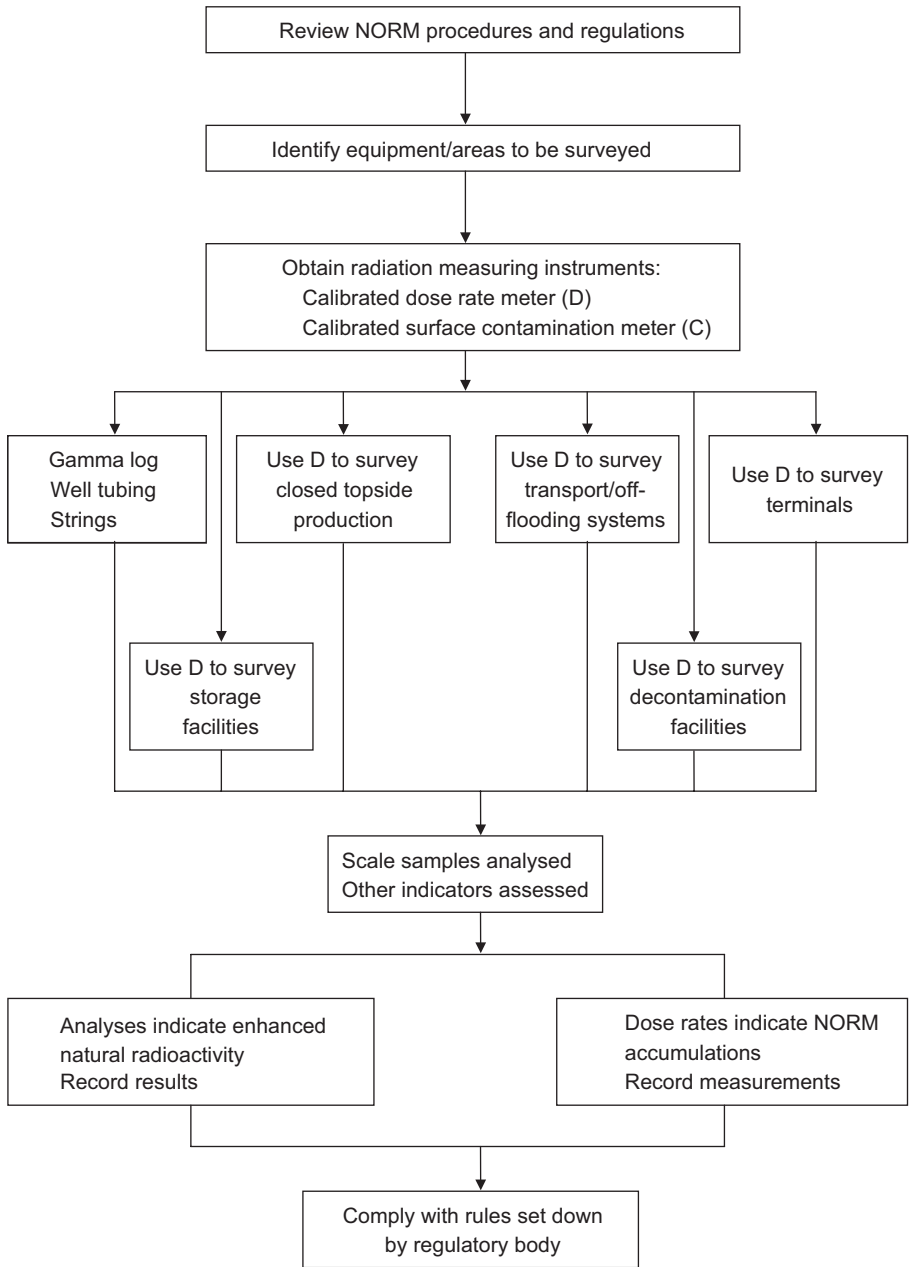 Review NORM procedures and regulations
Identify equipment/areas to be surveyed
Obtain radiation measuring instruments:
Calibrated dose rate meter (D)
Calibrated surface contamination meter (C)
Gamma log
Well tubing
Strings
Use D to survey
closed topside
production
Use D to survey
transport/off-
flooding systems
Use D to survey
terminals
Use D to survey
storage
facilities
Use D to survey
decontamination
facilities
Scale samples analysed
Other indicators assessed
Analyses indicate enhanced
natural radioactivity
Record results
Dose rates indicate NORM
accumulations
Record measurements
Comply with rules set down
by regulatory body